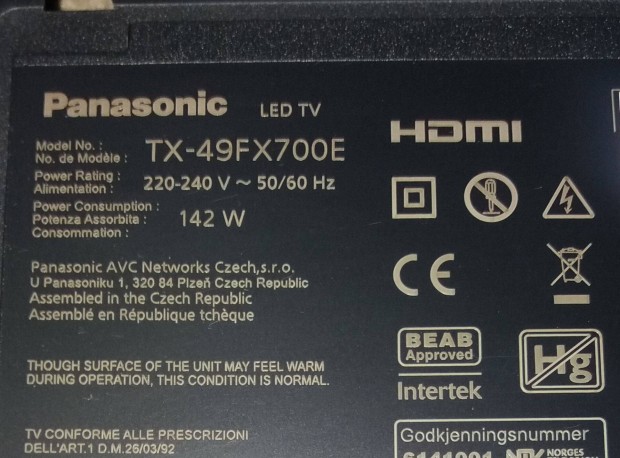 Panasonic LED TV
HDMI
Model No. :
No. de Modèle : TX-49FX700E
Power Rating :
Alimentation : 220-240 V ~ 50/60 Hz
Power Consumption :
Potenza Assorbita : 142 W
Consommation :
Panasonic AVC Networks Czech,s.r.o.
U Panasoniku 1, 320 84 Plzeň Czech Republic
Assembled in the Czech Republic
Assemblé en République tchèque
CE
THOUGH SURFACE OF THE UNIT MAY FEEL WARM
DURING OPERATION, THIS CONDITION IS NORMAL.
BEAB
Approved
Intertek
Hg
TV CONFORME ALLE PRESCRIZIONI
DELL'ART.1 D.M.26/03/92
Godkjenningsnummer
NORGES